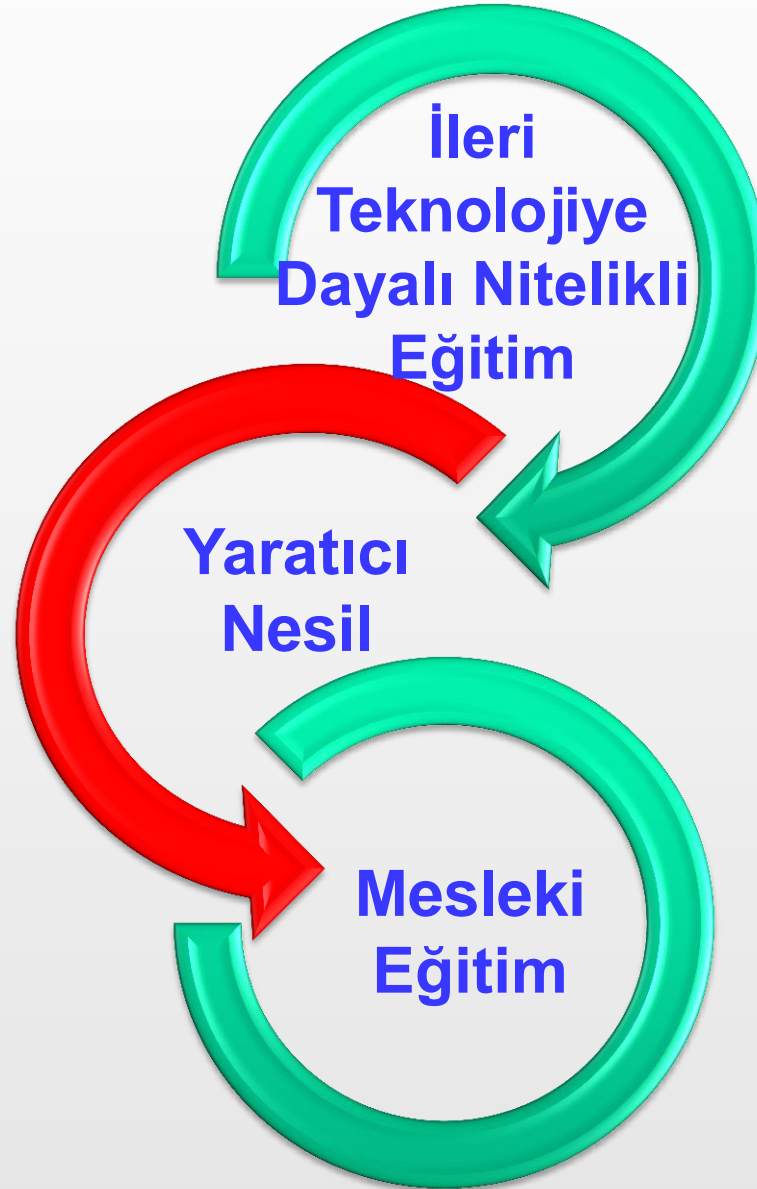 İleri
Teknolojiye
Dayalı Nitelikli
Eğitim
Yaratıcı
Nesil
Mesleki
Eğitim